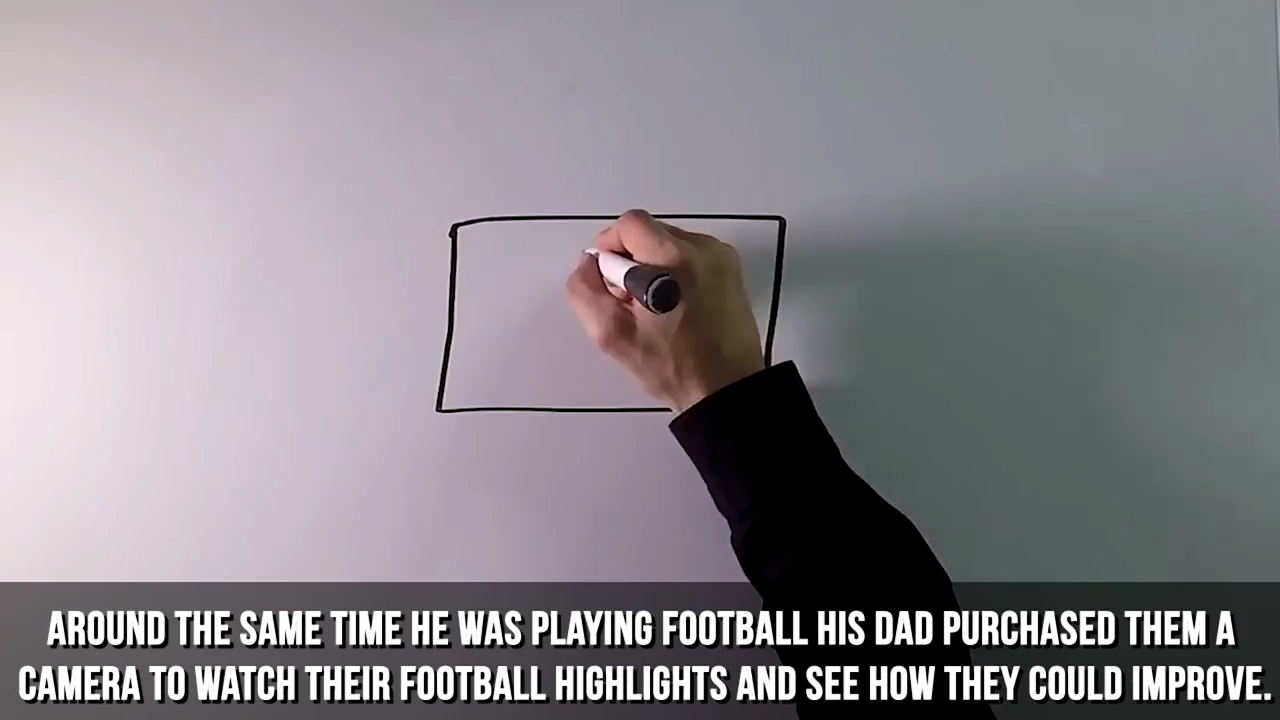 AROUND THE SAME TIME HE WAS PLAYING FOOTBALL HIS DAD PURCHASED THEM A
CAMERA TO WATCH THEIR FOOTBALL HIGHLIGHTS AND SEE HOW THEY COULD IMPROVE.